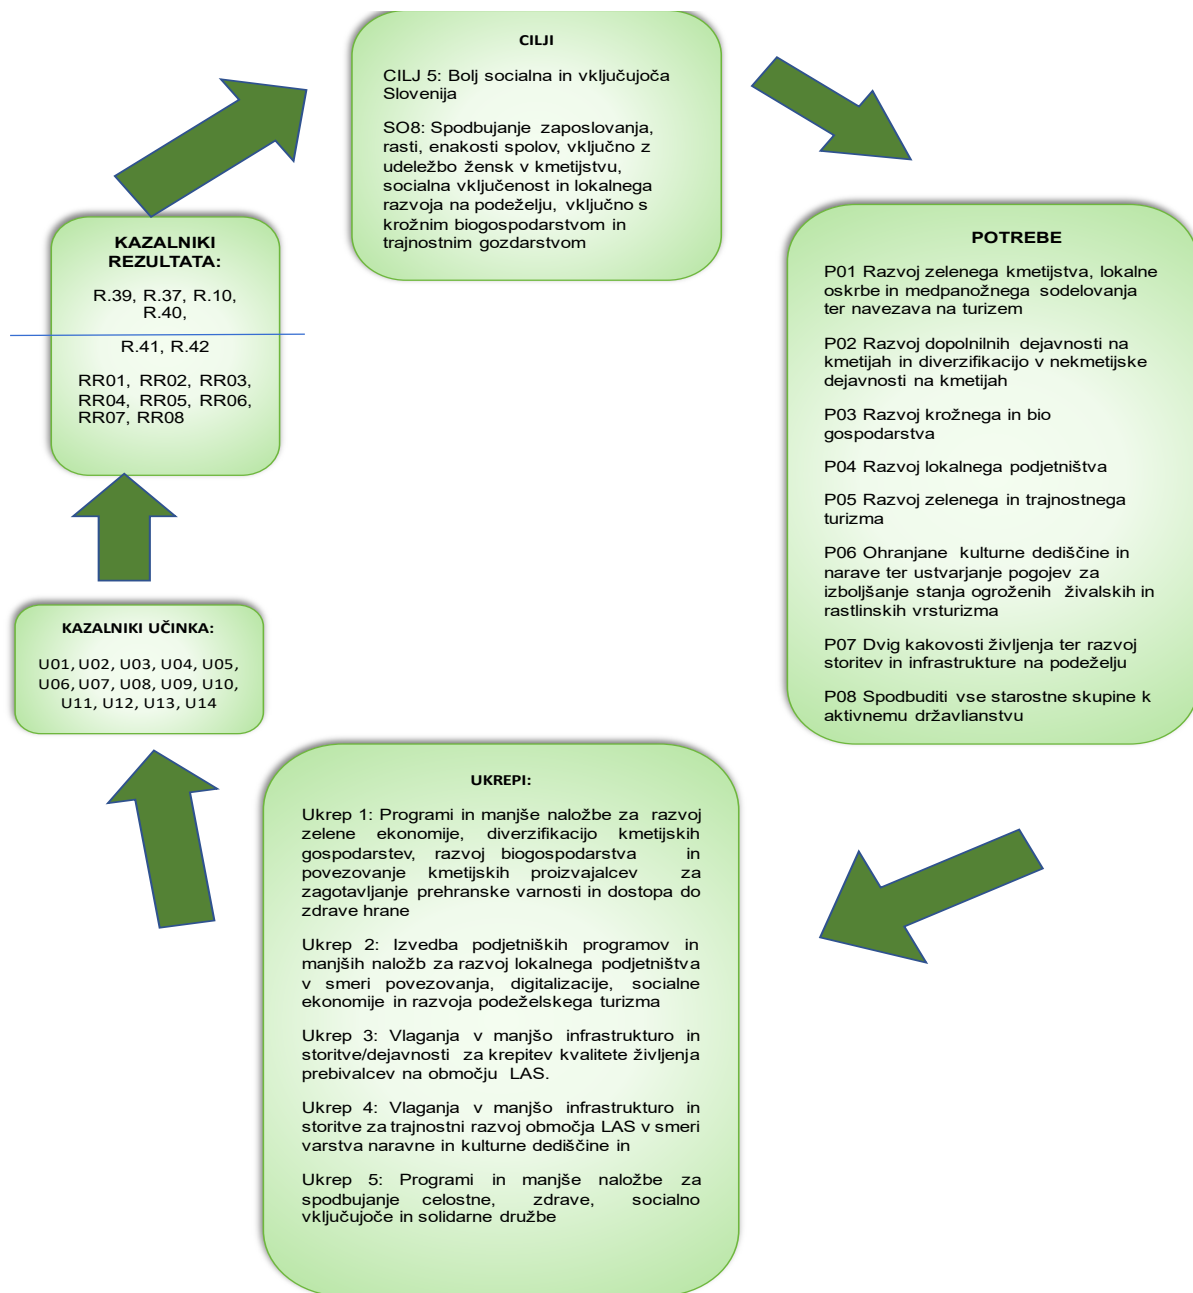 CILJI
CILJ 5: Bolj socialna in vključujoča
Slovenija
SO8: Spodbujanje zaposlovanja,
rasti, enakosti spolov, vključno z
udeležbo žensk v kmetijstvu,
socialna vključenost in lokalnega
razvoja na podeželju, vključno s
krožnim biogospodarstvom in
trajnostnim gozdarstvom
POTREBE
P01 Razvoj zelenega kmetijstva, lokalne
oskrbe in medpanožnega sodelovanja
ter navezava na turizem
P02 Razvoj dopolnilnih dejavnosti na
kmetijah in diverzifikacijo v nekmetijske
dejavnosti na kmetijah
P03 Razvoj krožnega in bio
gospodarstva
P04 Razvoj lokalnega podjetništva
P05 Razvoj zelenega in trajnostnega
turizma
P06 Ohranjane kulturne dediščine in
narave ter ustvarjanje pogojev za
izboljšanje stanja ogroženih živalskih in
rastlinskih vrsturizma
P07 Dvig kakovosti življenja ter razvoj
storitev in infrastrukture na podeželju
P08 Spodbuditi vse starostne skupine k
aktivnemu državlianstvu
UKREPI:
Ukrep 1: Programi in manjše naložbe za razvoj
zelene ekonomije, diverzifikacijo kmetijskih
gospodarstev, razvoj biogospodarstva in
povezovanje kmetijskih proizvajalcev za
zagotavljanje prehranske varnosti in dostopa do
zdrave hrane
Ukrep 2: Izvedba podjetniških programov in
manjših naložb za razvoj lokalnega podjetništva
v smeri povezovanja, digitalizacije, socialne
ekonomije in razvoja podeželskega turizma
Ukrep 3: Vlaganja v manjšo infrastrukturo in
storitve/dejavnosti za krepitev kvalitete življenja
prebivalcev na območju LAS.
Ukrep 4: Vlaganja v manjšo infrastrukturo in
storitve za trajnostni razvoj območja LAS v smeri
varstva naravne in kulturne dediščine in
Ukrep 5: Programi in manjše naložbe za
spodbujanje celostne, zdrave, socialno
vključujoče in solidarne družbe
KAZALNIKI UČINKA:
U01, U02, U03, U04, U05,
U06, U07, U08, U09, U10,
U11, U12, U13, U14
KAZALNIKI
REZULTATA:
R.39, R.37, R.10,
R.40,
R.41, R.42
RR01, RR02, RR03,
RR04, RR05, RR06,
RR07, RR08